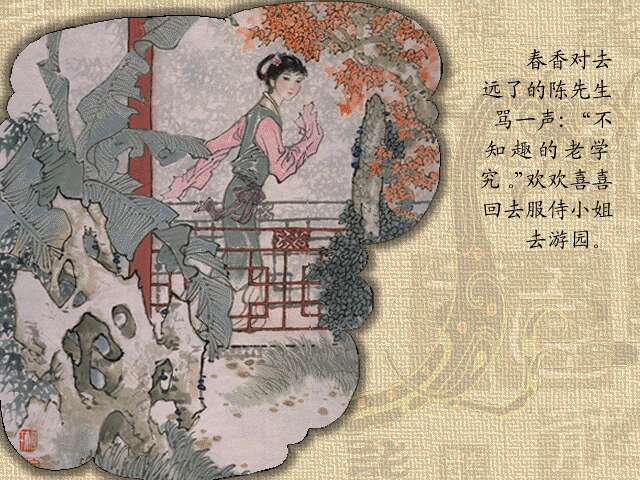 春香对去
远了的陈先生
骂一声：“不
知趣的老学
究。”欢欢喜喜
回去服侍小姐
去游园。